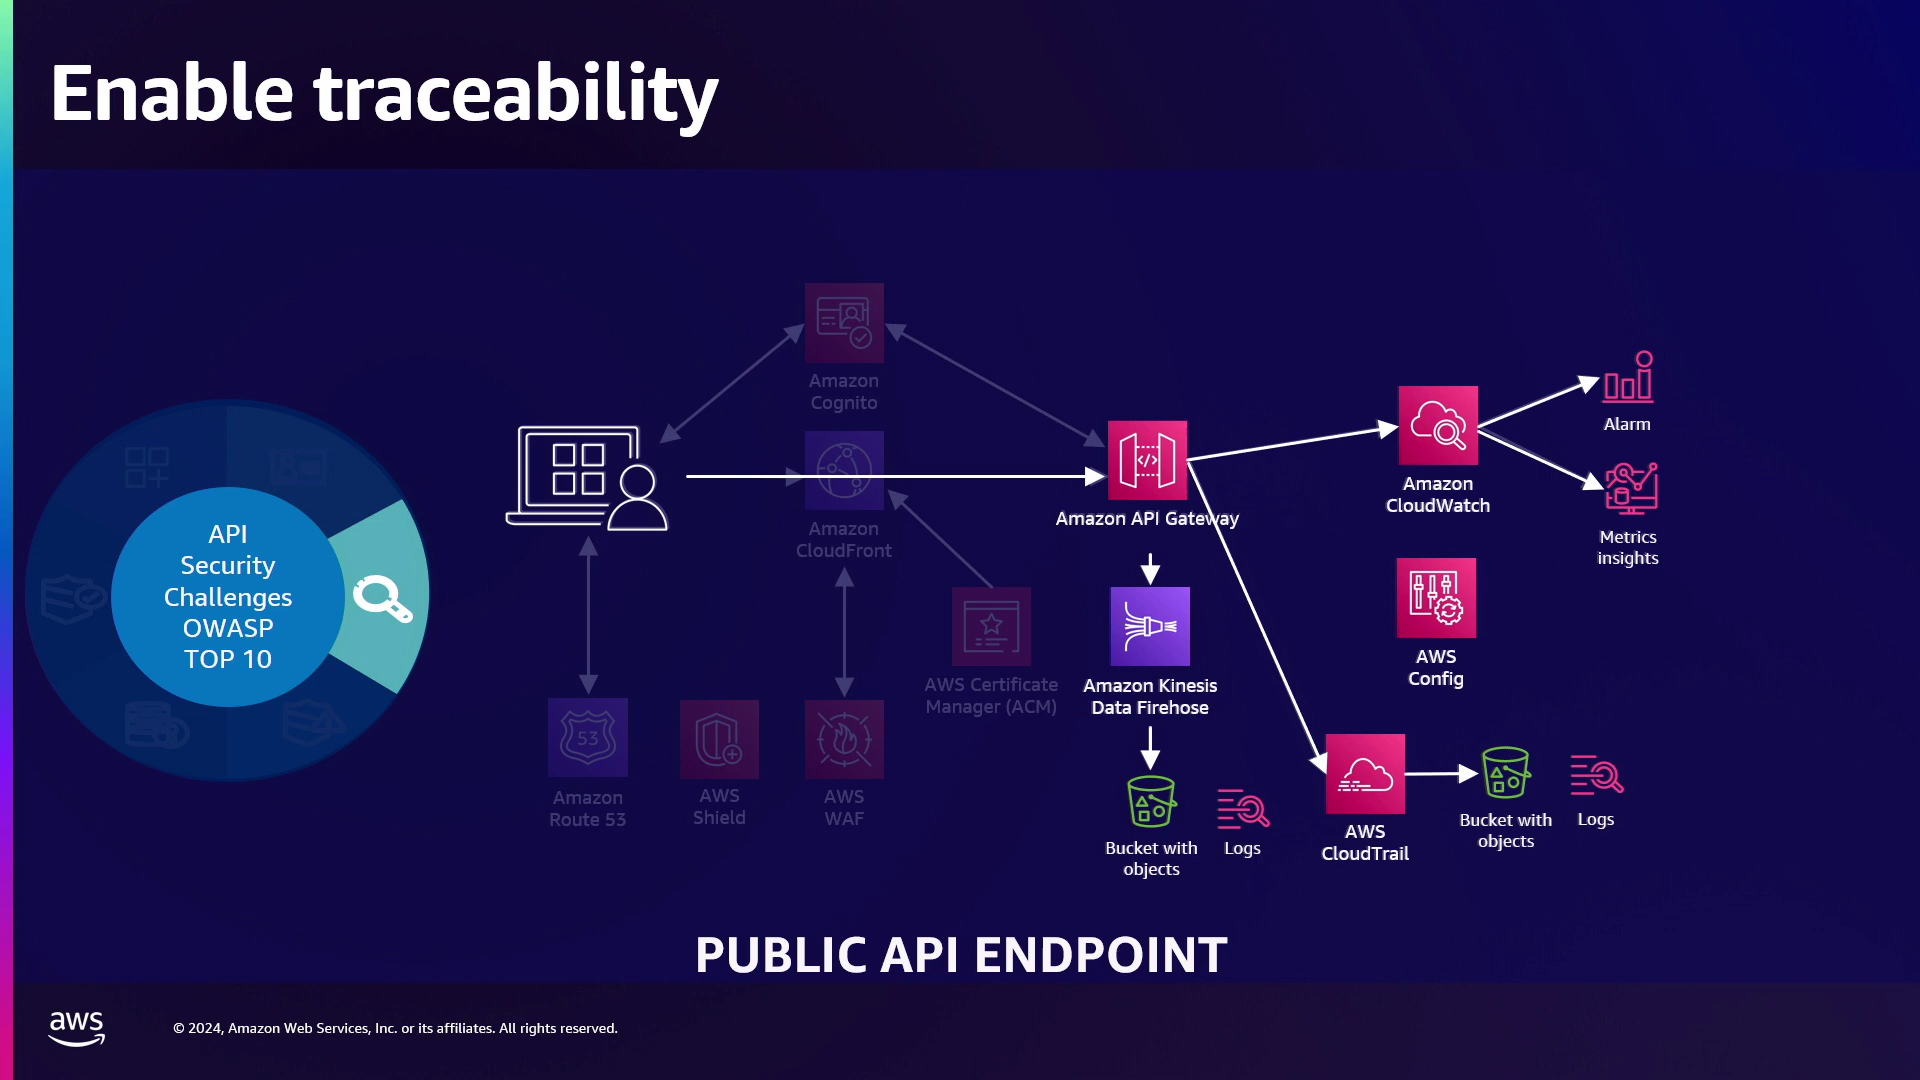 Enable traceability
API
Security
Challenges
OWASP
TOP 10
Amazon
Cognito
Amazon
CloudFront
AWS Certificate
Manager (ACM)
53
Amazon
Route 53
AWS
Shield
AWS
WAF
Amazon API Gateway
Amazon Kinesis
Data Firehose
Bucket with
objects
Logs
Amazon
CloudWatch
Alarm
Metrics
insights
AWS
Config
AWS
CloudTrail
Bucket with
objects
Logs
PUBLIC API ENDPOINT
aws
© 2024, Amazon Web Services, Inc. or its affiliates. All rights reserved.